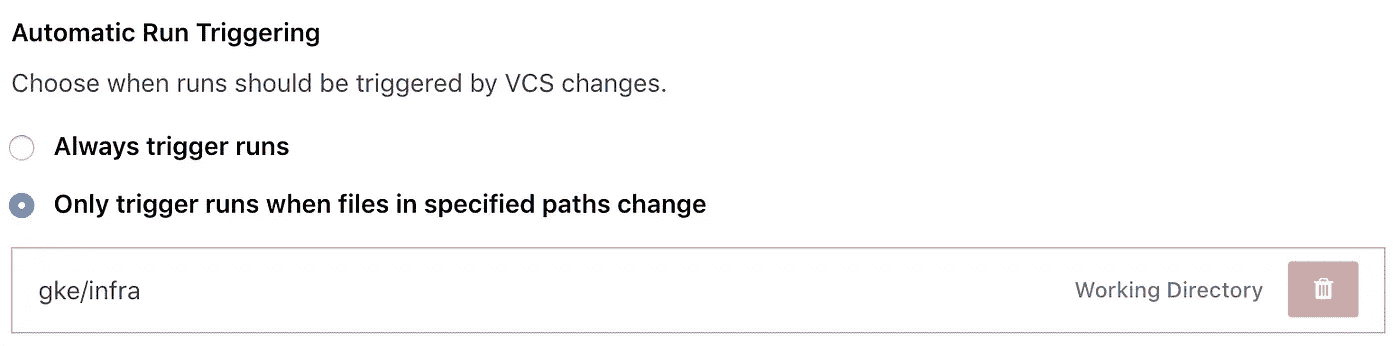 Automatic Run Triggering
Choose when runs should be triggered by VCS changes.
Always trigger runs
Only trigger runs when files in specified paths change
gke/infra Working Directory